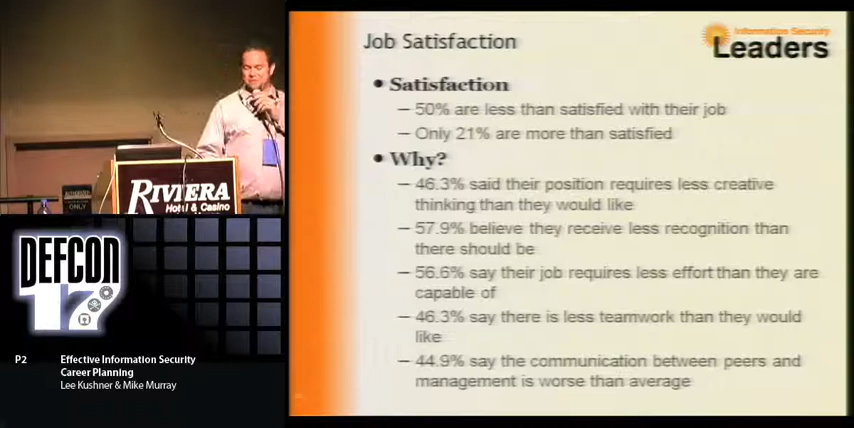 Job Satisfaction
Information Security
Leaders
• Satisfaction
– 50% are less than satisfied with their job
– Only 21% are more than satisfied
• Why?
– 46.3% said their position requires less creative
thinking than they would like
– 57.9% believe they receive less recognition than
there should be
– 56.6% say their job requires less effort than they are
capable of
– 46.3% say there is less teamwork than they would
like
– 44.9% say the communication between peers and
management is worse than average
AUTHORIZED
ONLY
RIVIERA
Hotel & Casino
DEFCON
17
P2
Effective Information Security
Career Planning
Lee Kushner & Mike Murray